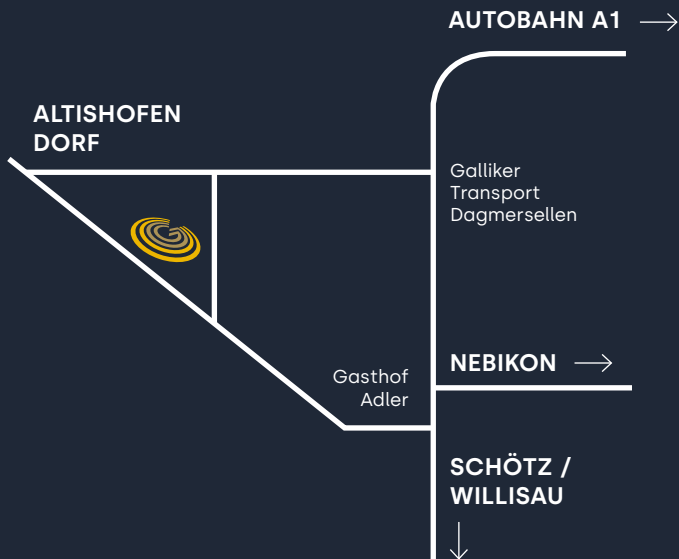 AUTOBAHN A1
ALTISHOFEN
DORF
Galliker
Transport
Dagmersellen
NEBIKON
Gasthof
Adler
SCHÖTZ /
WILLISAU